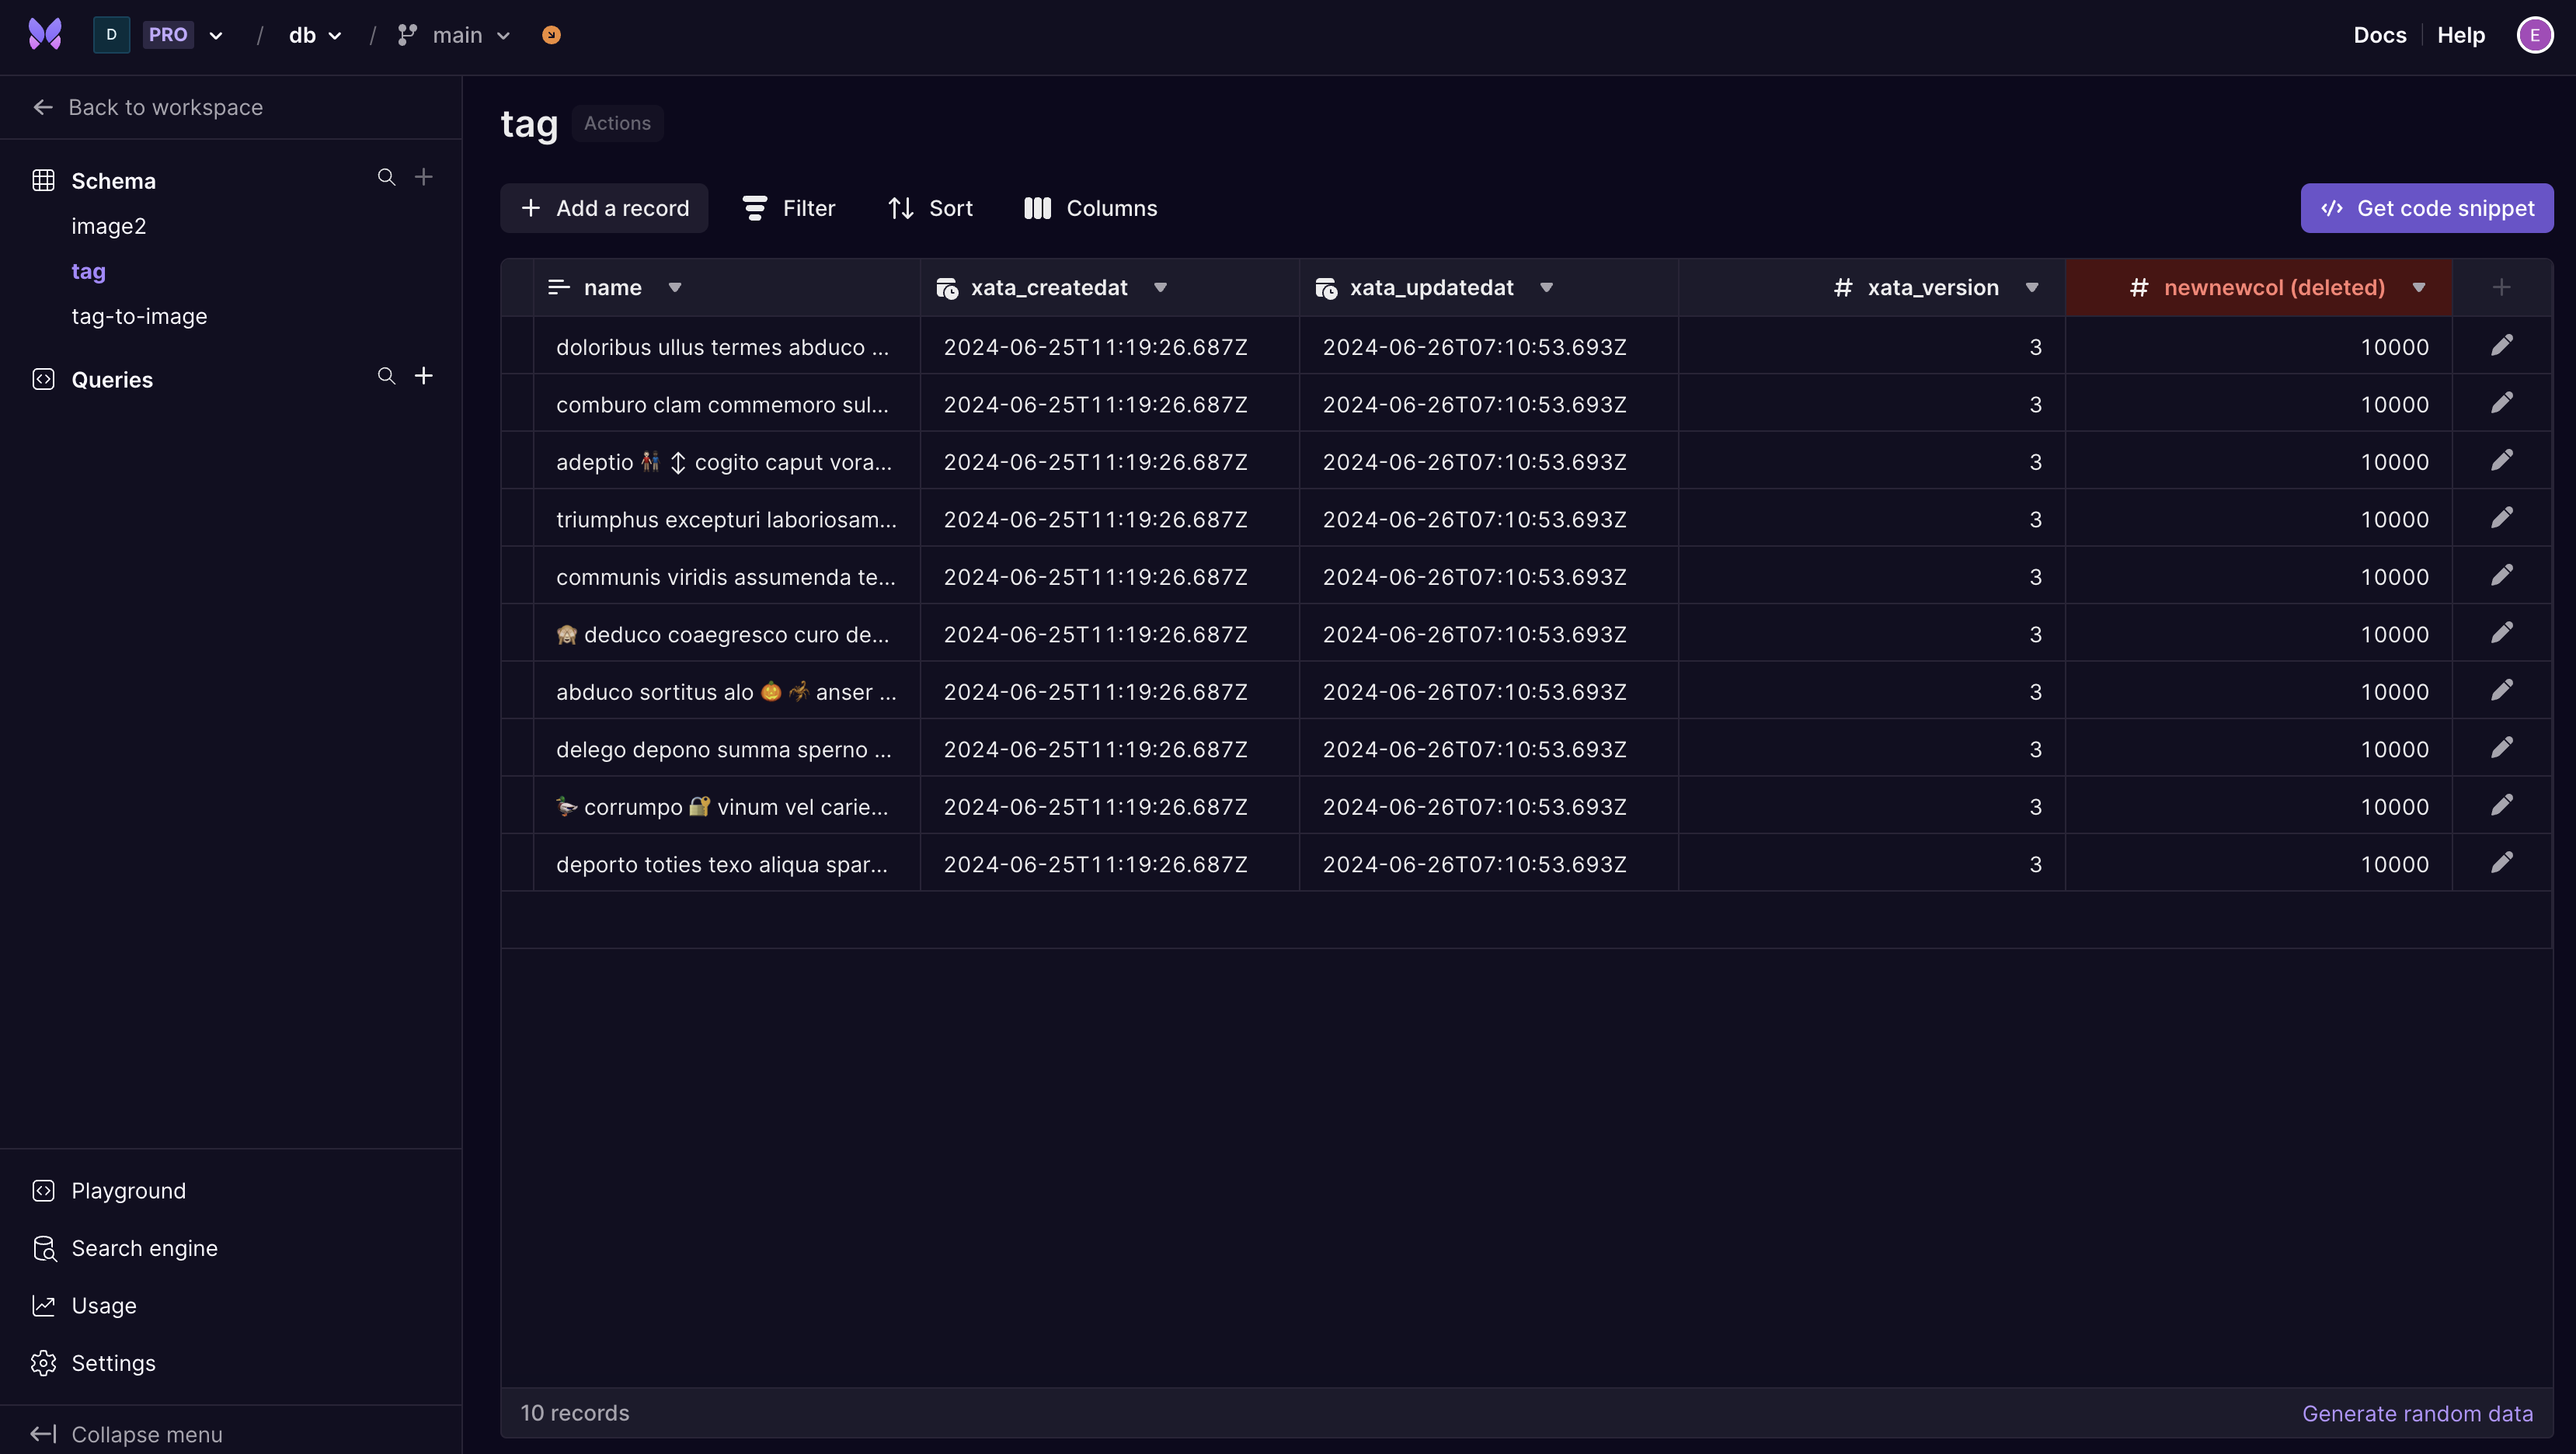 D PRO / db / main Docs Help E
Back to workspace
Schema
image2
tag
tag-to-image
Queries
Playground
Search engine
Usage
Settings
Collapse menu
tag Actions
Add a record Filter Sort Columns Get code snippet
name xata_createdat xata_updatedat # xata_version # newnewcol (deleted)
doloribus ullus termes abduco ... 2024-06-25T11:19:26.687Z 2024-06-26T07:10:53.693Z 3 10000
comburo clam commemoro sul... 2024-06-25T11:19:26.687Z 2024-06-26T07:10:53.693Z 3 10000
adeptio 👫 ↕ cogito caput vora... 2024-06-25T11:19:26.687Z 2024-06-26T07:10:53.693Z 3 10000
triumphus excepturi laboriosam... 2024-06-25T11:19:26.687Z 2024-06-26T07:10:53.693Z 3 10000
communis viridis assumenda te... 2024-06-25T11:19:26.687Z 2024-06-26T07:10:53.693Z 3 10000
🙈 deduco coaegresco curo de... 2024-06-25T11:19:26.687Z 2024-06-26T07:10:53.693Z 3 10000
abduco sortitus alo 🎃 🦂 anser ... 2024-06-25T11:19:26.687Z 2024-06-26T07:10:53.693Z 3 10000
delego depono summa sperno ... 2024-06-25T11:19:26.687Z 2024-06-26T07:10:53.693Z 3 10000
🦆 corrumpo 🔐 vinum vel carie... 2024-06-25T11:19:26.687Z 2024-06-26T07:10:53.693Z 3 10000
deporto toties texo aliqua spar... 2024-06-25T11:19:26.687Z 2024-06-26T07:10:53.693Z 3 10000
10 records Generate random data